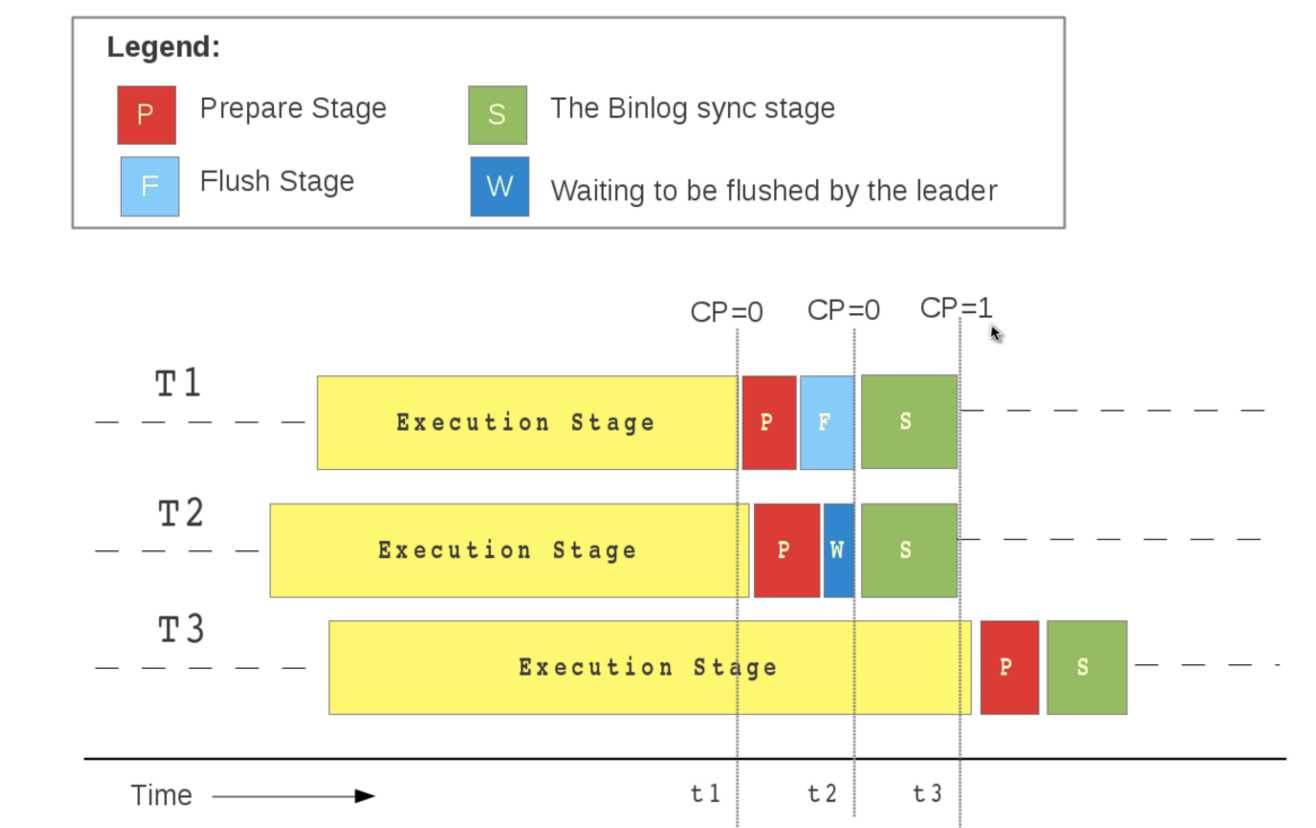 Legend:
P Prepare Stage S The Binlog sync stage
F Flush Stage W Waiting to be flushed by the leader
CP=0 CP=0 CP=1
T1
Execution Stage P F S
T2
Execution Stage P W S
T3
Execution Stage P S
Time t1 t2 t3